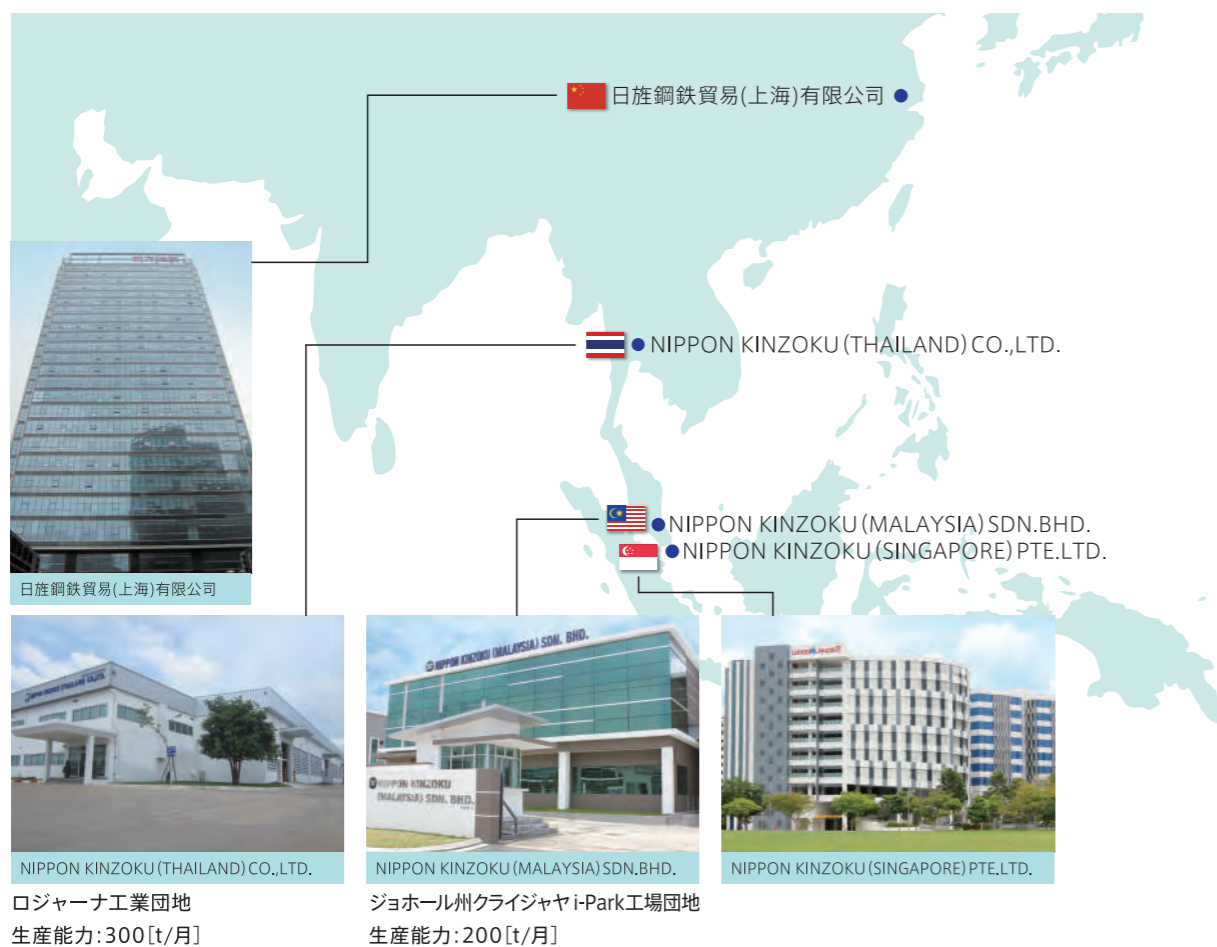 日旌鋼鉄貿易(上海)有限公司
NIPPON KINZOKU (THAILAND) CO.,LTD.
NIPPON KINZOKU (MALAYSIA) SDN.BHD.
NIPPON KINZOKU (SINGAPORE) PTE.LTD.
日旌鋼鉄貿易(上海)有限公司
NIPPON KINZOKU (THAILAND) CO.,LTD.
NIPPON KINZOKU (MALAYSIA) SDN. BHD.
NIPPON KINZOKU
(MALAYSIA) SDN. BHD.
NIPPON KINZOKU (THAILAND) CO.,LTD.
NIPPON KINZOKU (MALAYSIA) SDN.BHD.
NIPPON KINZOKU (SINGAPORE) PTE.LTD.
ロジャーナ工業団地
生産能力:300[t/月]
ジョホール州クライジャヤ i-Park工場団地
生産能力:200[t/月]